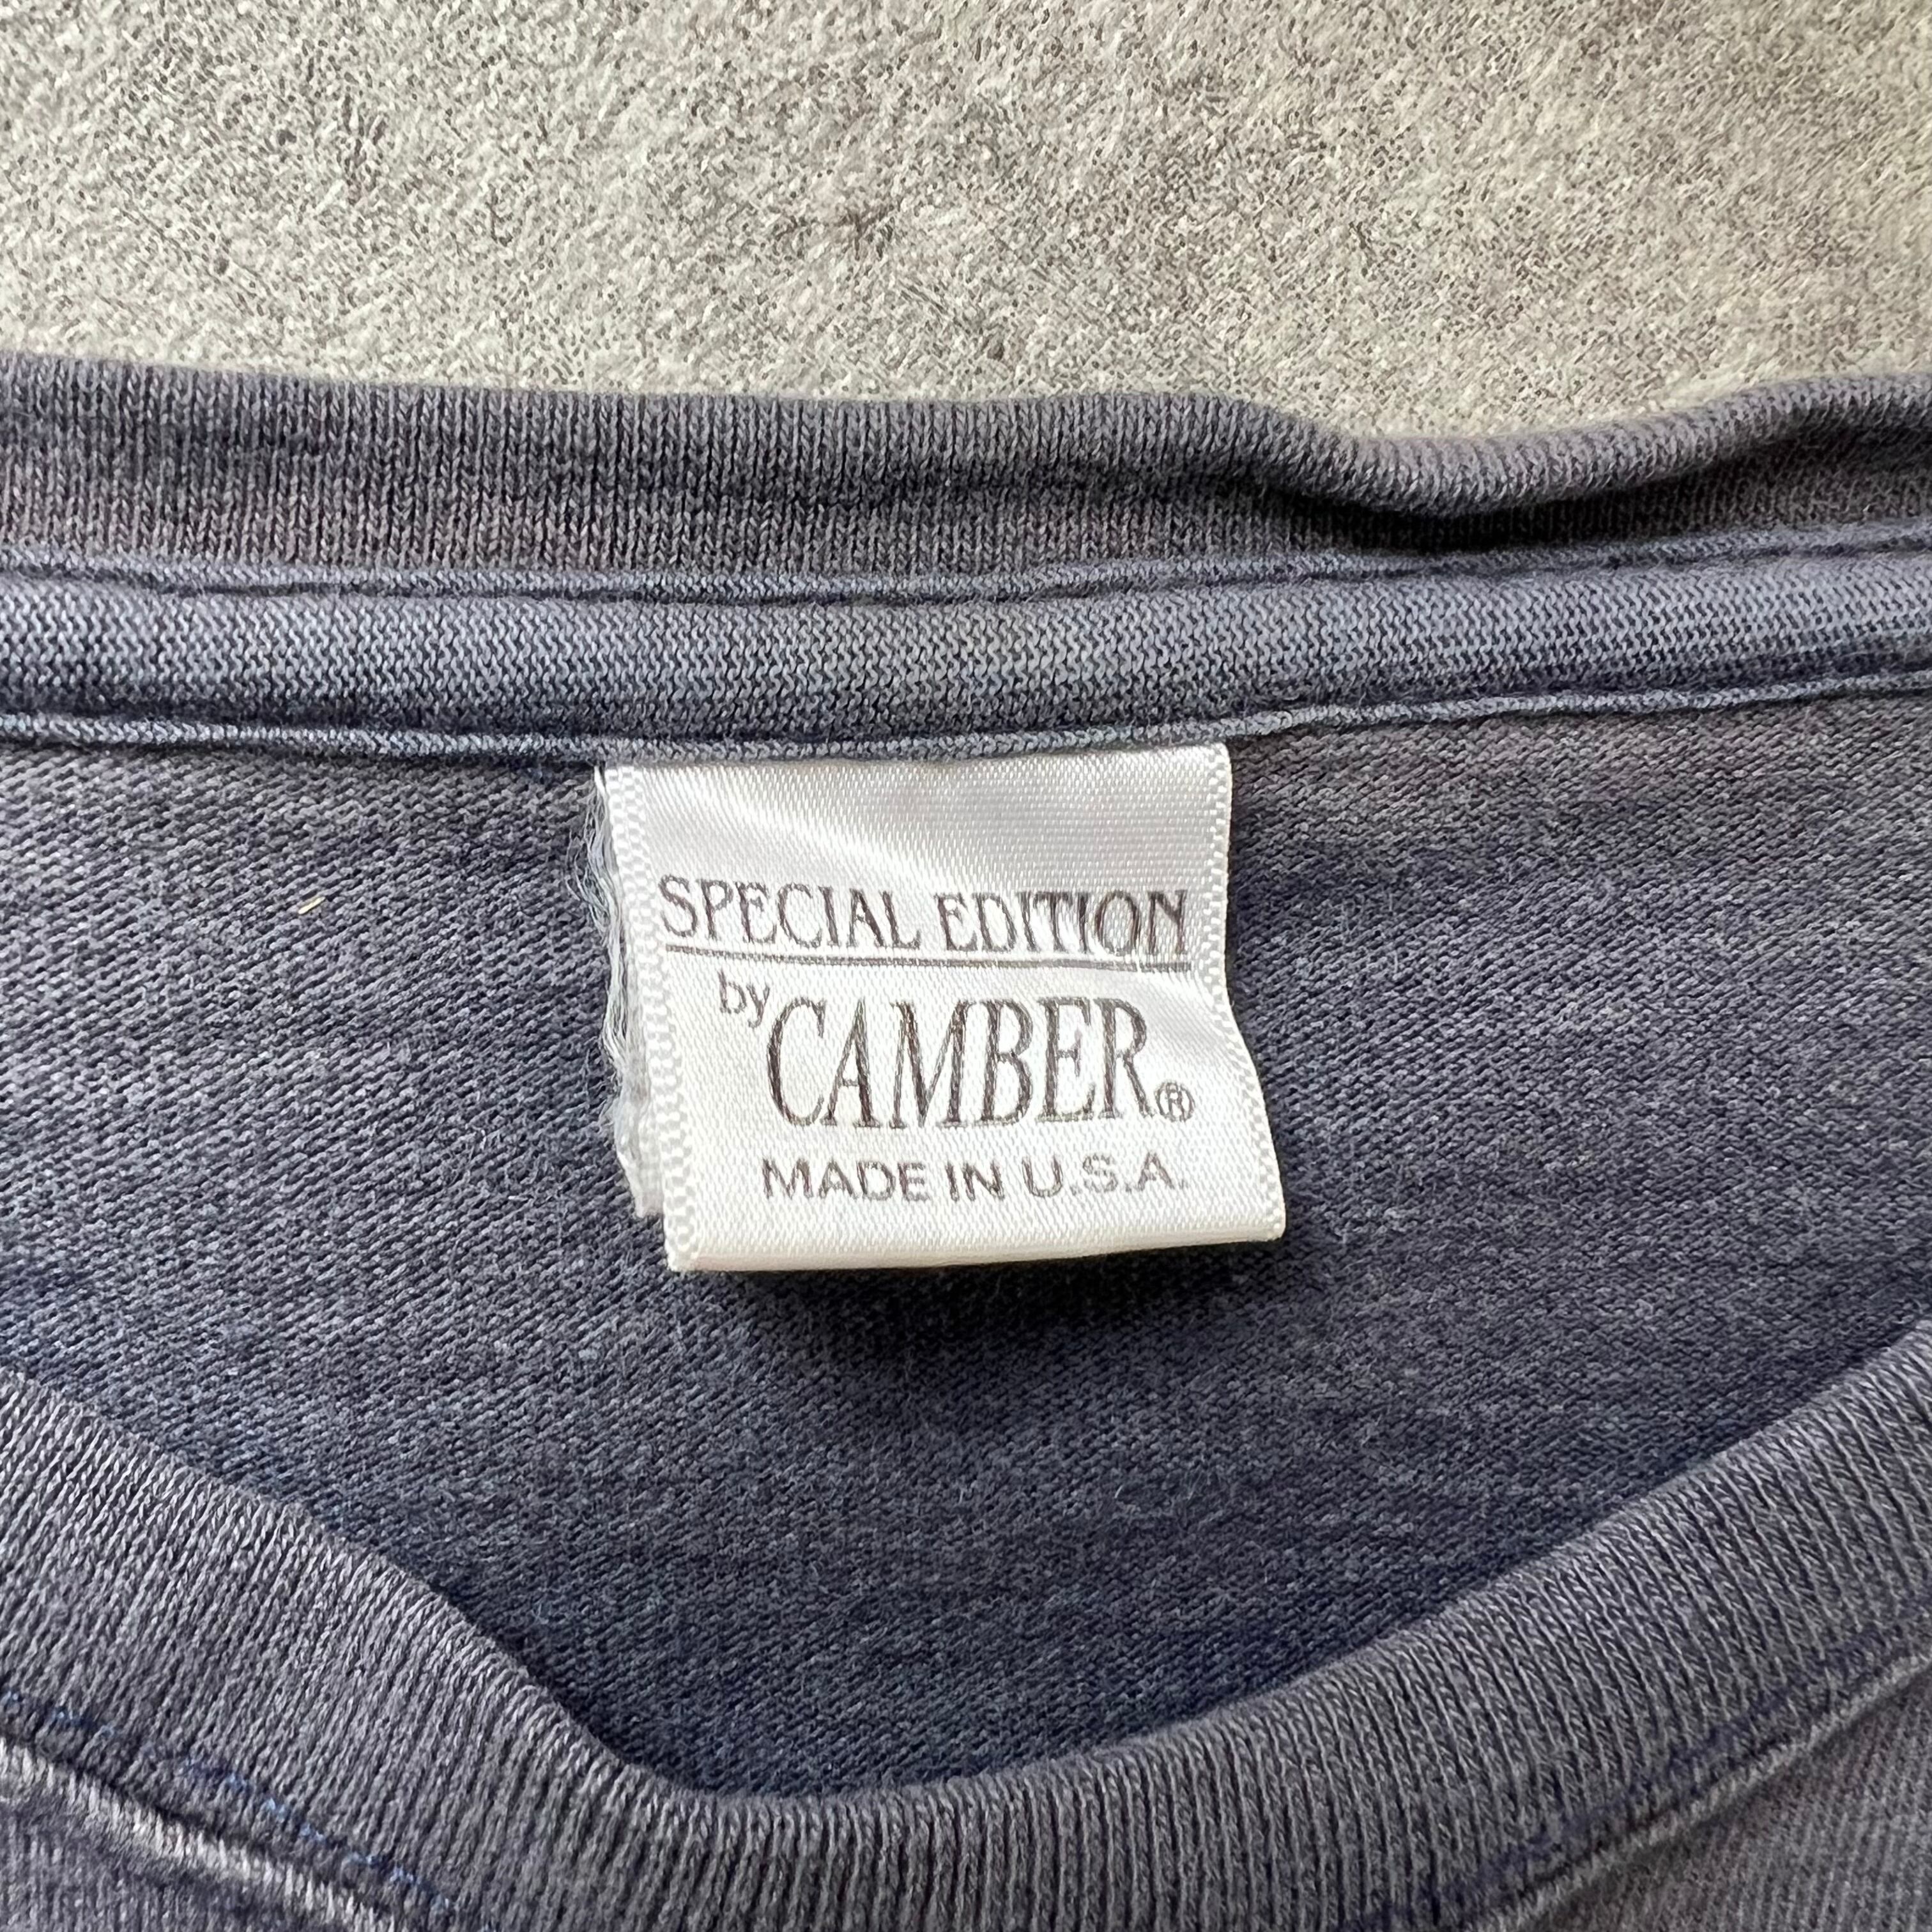 SPECIAL EDITION
by CAMBER®
MADE IN U.S.A.